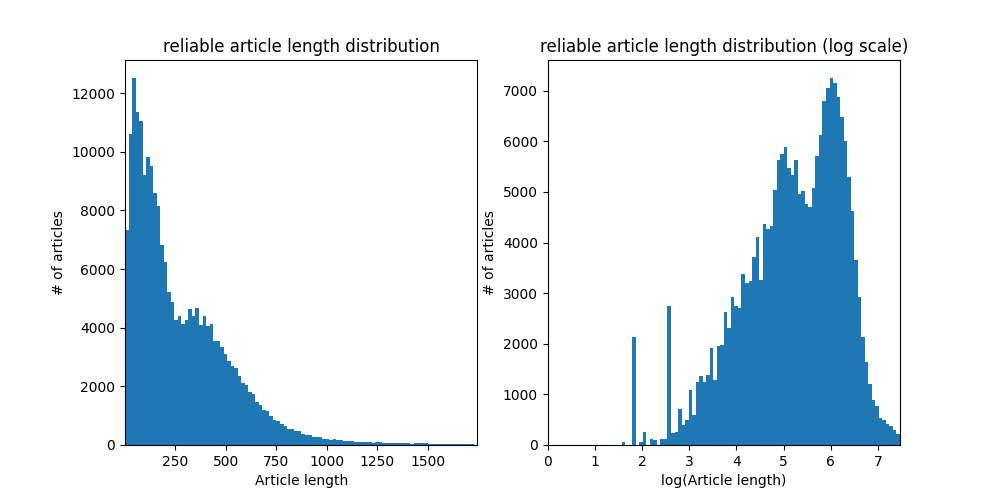 reliable article length distribution
12000
10000
8000
6000
4000
2000
0
# of articles
250 500 750 1000 1250 1500
Article length
reliable article length distribution (log scale)
7000
6000
5000
4000
3000
2000
1000
0
# of articles
0 1 2 3 4 5 6 7
log(Article length)